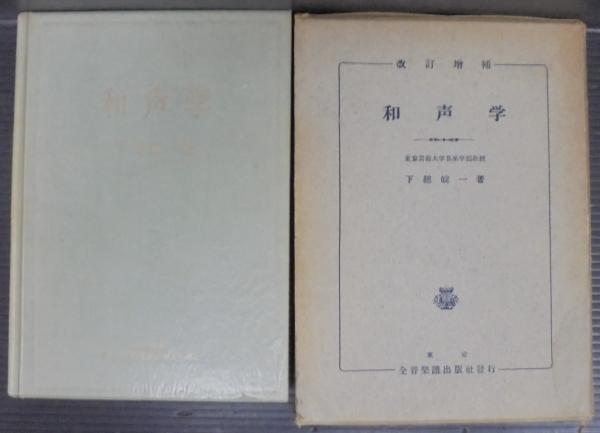 和声学
改訂増補
和声学
東京芸術大学音楽学部教授
下總皖一著
東京
全音楽譜出版社發行